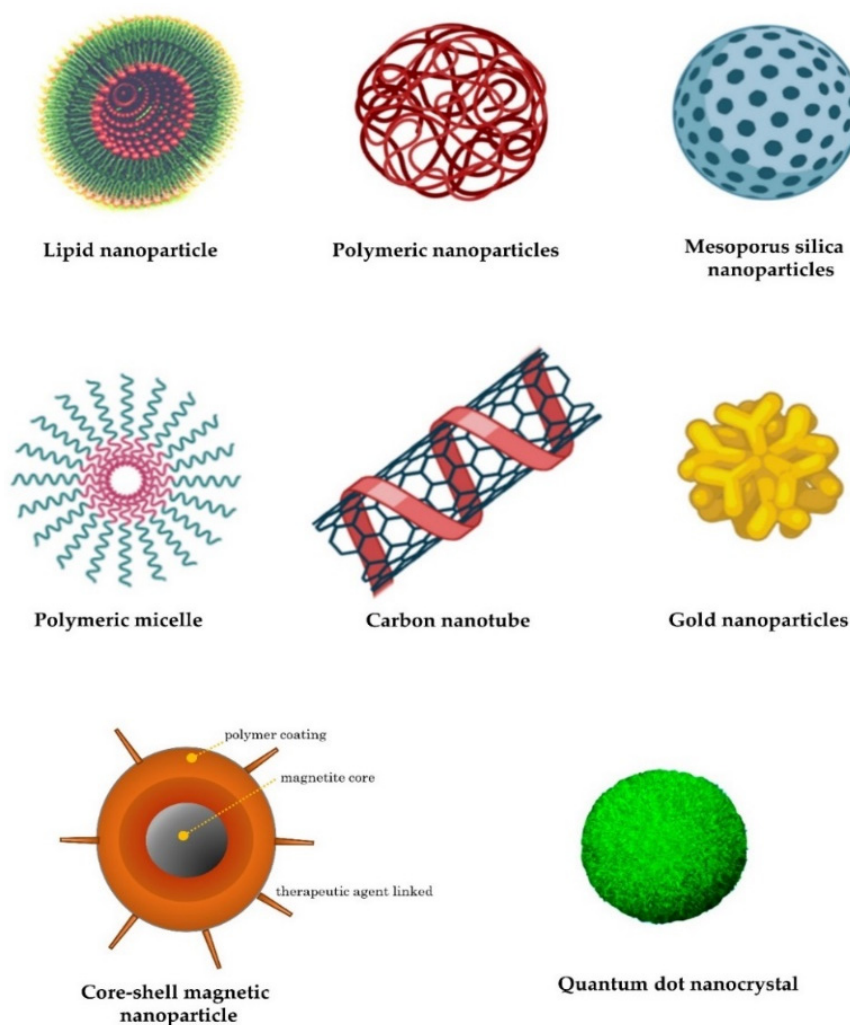 Lipid nanoparticle
Polymeric nanoparticles
Mesoporus silica
nanoparticles
Polymeric micelle
Carbon nanotube
Gold nanoparticles
polymer coating
magnetite core
therapeutic agent linked
Core-shell magnetic
nanoparticle
Quantum dot nanocrystal